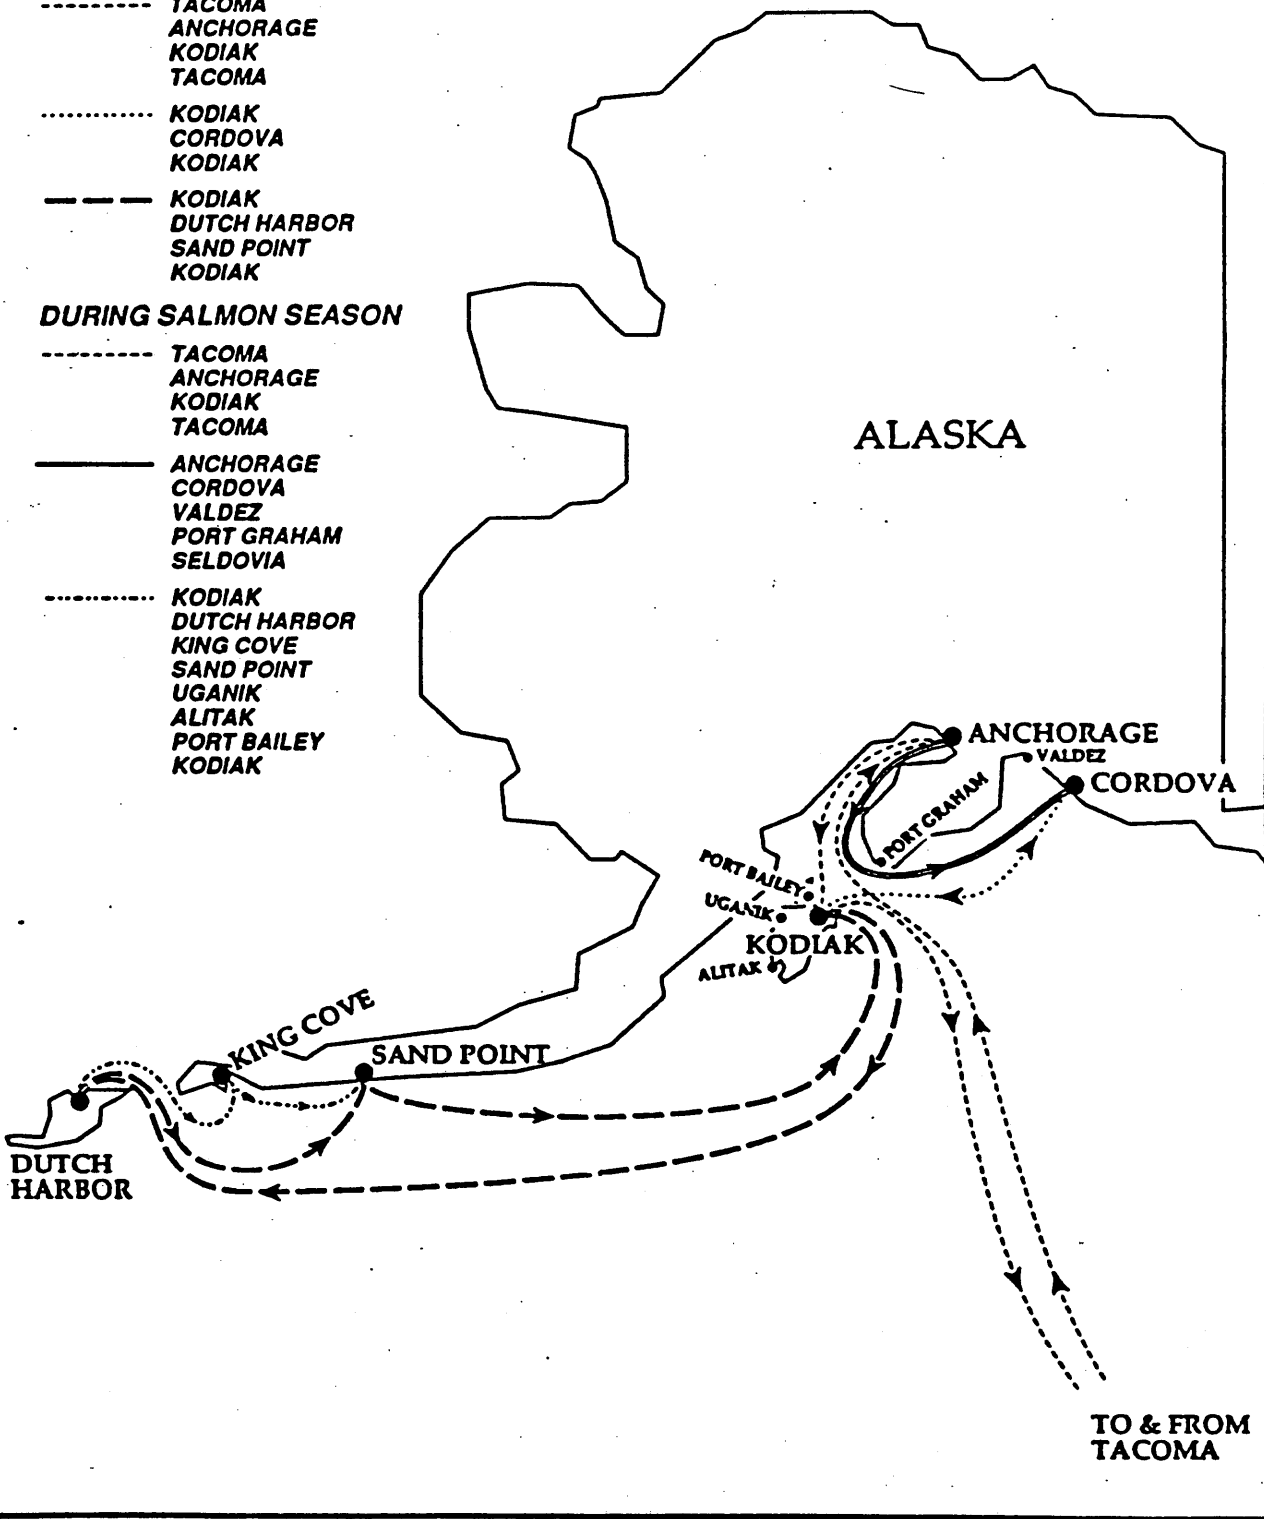 TACOMA
ANCHORAGE
KODIAK
TACOMA
KODIAK
CORDOVA
KODIAK
KODIAK
DUTCH HARBOR
SAND POINT
KODIAK
DURING SALMON SEASON
TACOMA
ANCHORAGE
KODIAK
TACOMA
ANCHORAGE
CORDOVA
VALDEZ
PORT GRAHAM
SELDOVIA
KODIAK
DUTCH HARBOR
KING COVE
SAND POINT
UGANIK
ALITAK
PORT BAILEY
KODIAK
ALASKA
ANCHORAGE
VALDEZ
CORDOVA
PORT GRAHAM
PORT BAILEY
UGANIK
KODIAK
ALITAK
KING COVE
SAND POINT
DUTCH
HARBOR
TO & FROM
TACOMA